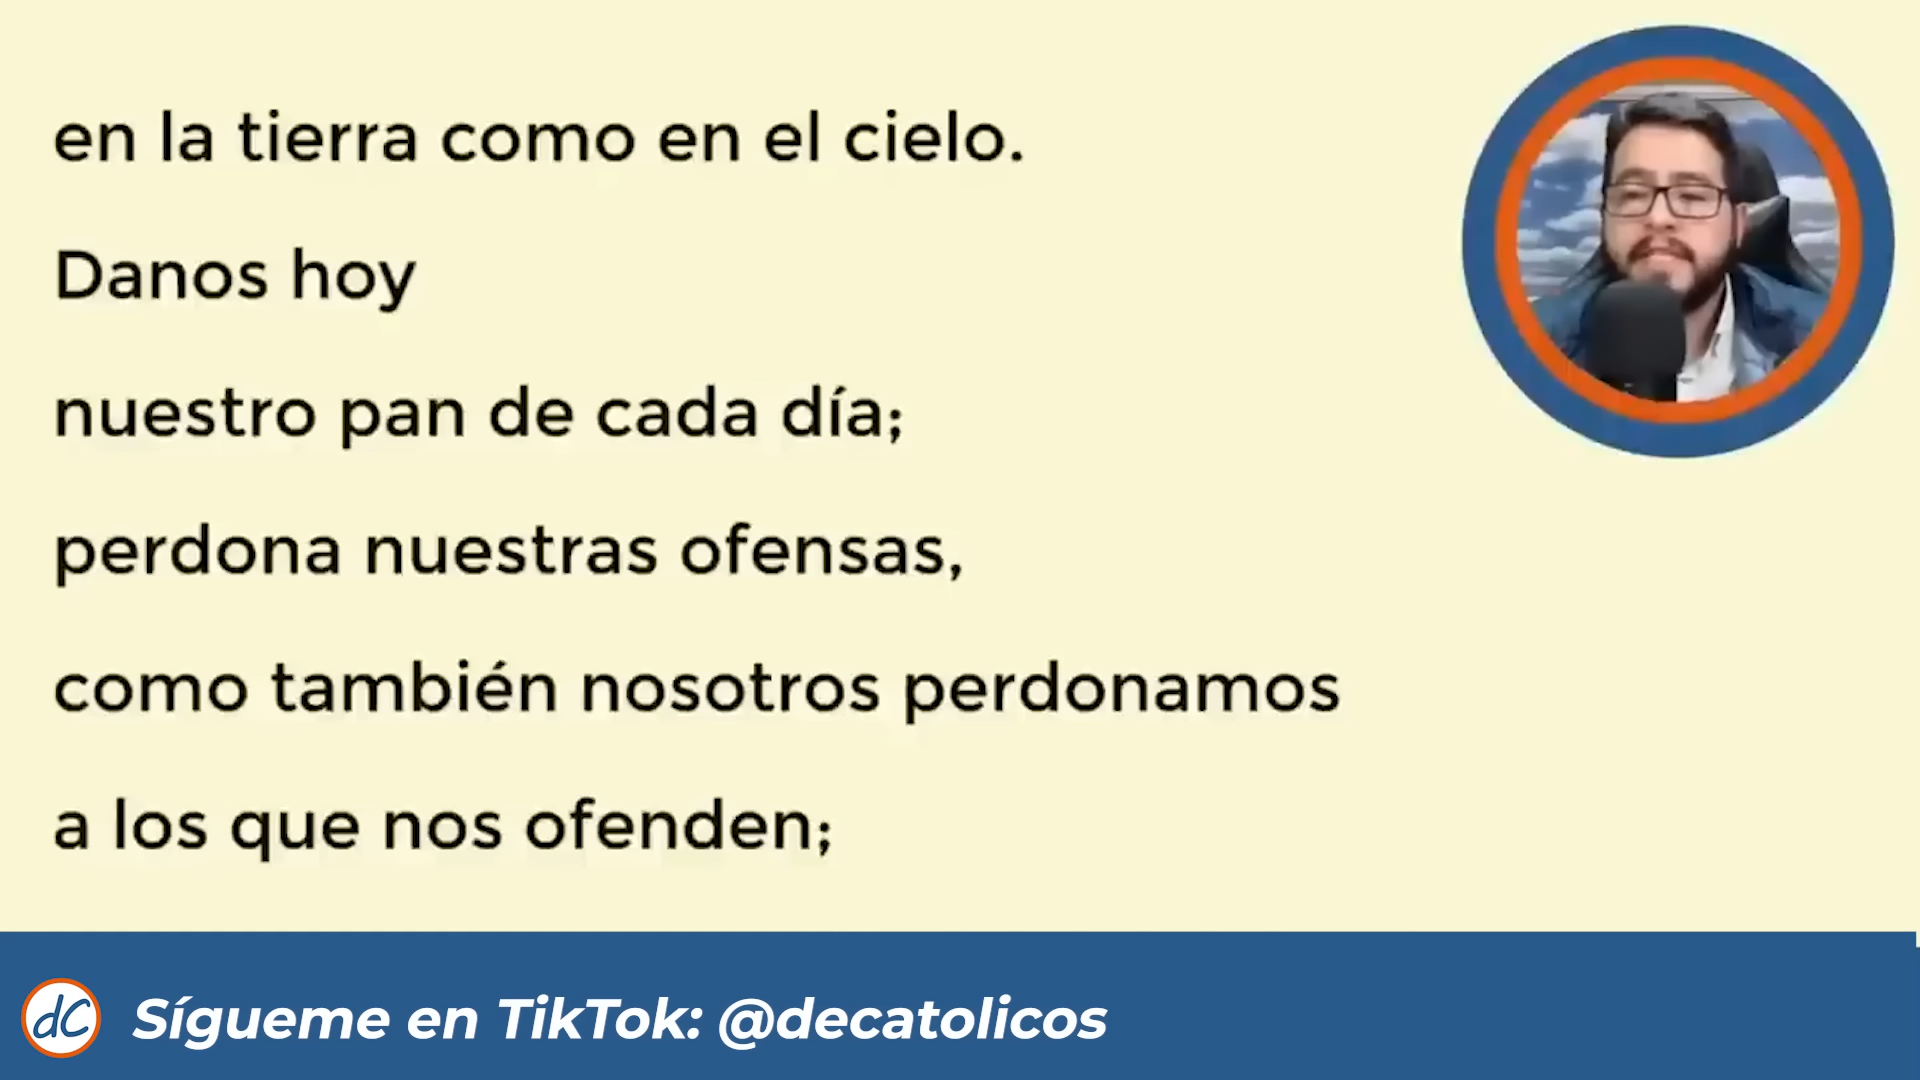 en la tierra como en el cielo.
Danos hoy
nuestro pan de cada día;
perdona nuestras ofensas,
como también nosotros perdonamos
a los que nos ofenden;
dC Sígueme en TikTok: @decatolicos